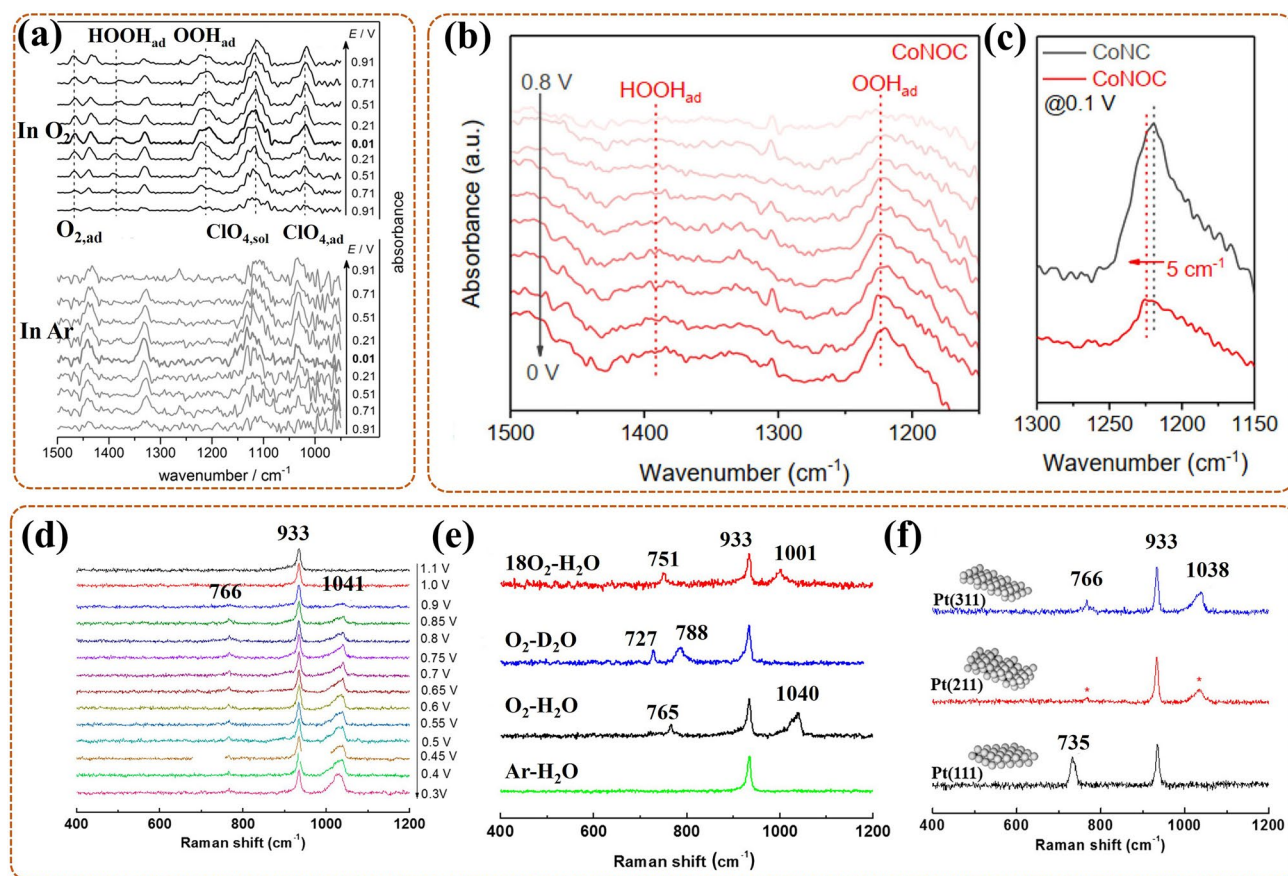 (a)
HOOHad OOHad
E / V
0.91
0.71
0.51
0.21
0.01
0.21
0.51
0.71
0.91
In O2
O2,ad
ClO4,sol
ClO4,ad
absorbance
E / V
0.91
0.71
0.51
0.21
0.01
0.21
0.51
0.71
0.91
In Ar
1500 1400 1300 1200 1100 1000
wavenumber / cm-1
(b)
CoNOC
0.8 V
HOOHad
OOHad
0 V
Absorbance (a.u.)
1500 1400 1300 1200
Wavenumber (cm-1)
(c)
CoNC
CoNOC
@0.1 V
5 cm-1
1300 1250 1200 1150
Wavenumber (cm-1)
(d)
933
766
1041
1.1 V
1.0 V
0.9 V
0.85 V
0.8 V
0.75 V
0.7 V
0.65 V
0.6 V
0.55 V
0.5 V
0.45 V
0.4 V
0.3V
400 600 800 1000 1200
Raman shift (cm-1)
(e)
933
18O2-H2O
751
1001
O2-D2O
727
788
O2-H2O
765
1040
Ar-H2O
400 600 800 1000 1200
Raman shift (cm-1)
(f)
933
766
1038
Pt(311)
Pt(211)
*
*
735
Pt(111)
400 600 800 1000 1200
Raman shift (cm-1)